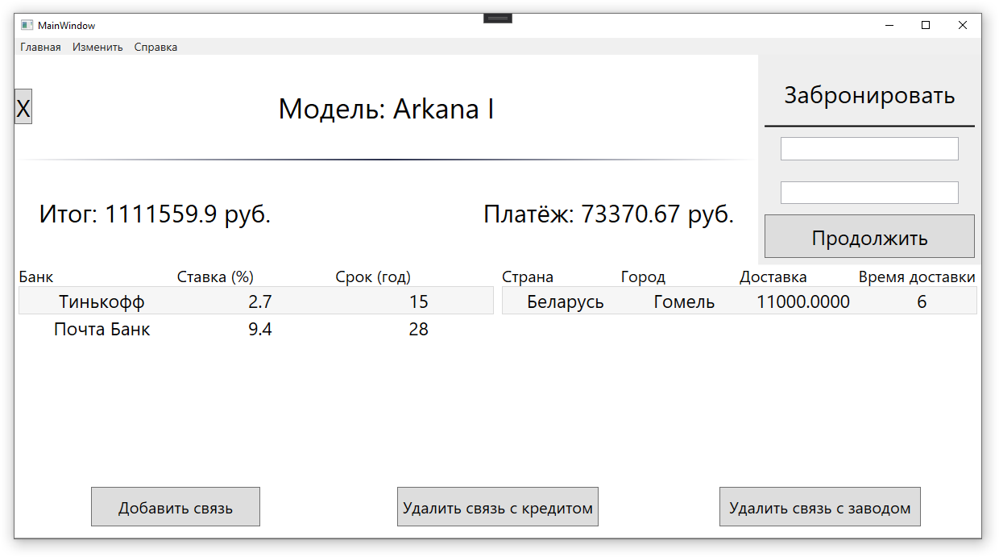 MainWindow
Главная Изменить Справка
X
Модель: Arkana I
Забронировать
Итог: 1111559.9 руб.
Платёж: 73370.67 руб.
Продолжить
Банк Ставка (%) Срок (год) Страна Город Доставка Время доставки
Тинькофф 2.7 15 Беларусь Гомель 11000.0000 6
Почта Банк 9.4 28
Добавить связь Удалить связь с кредитом Удалить связь с заводом